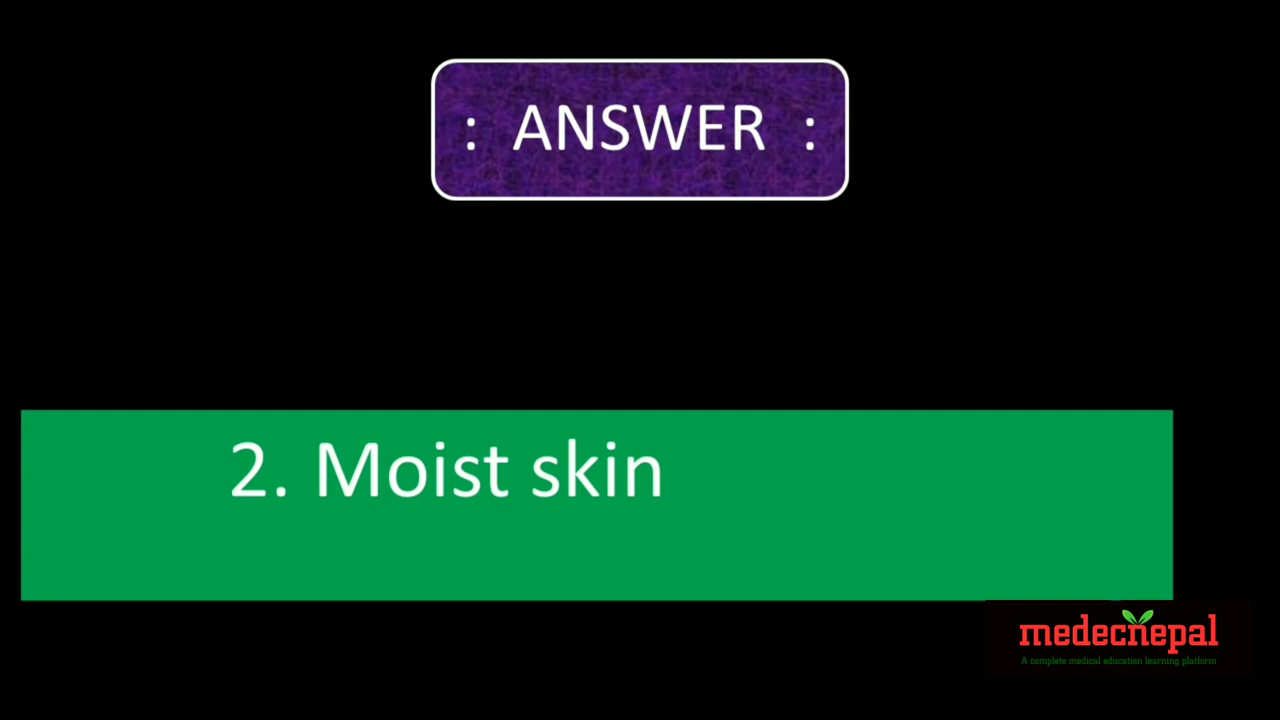 : ANSWER :
2. Moist skin
medecnepal
A complete medical education learning platform